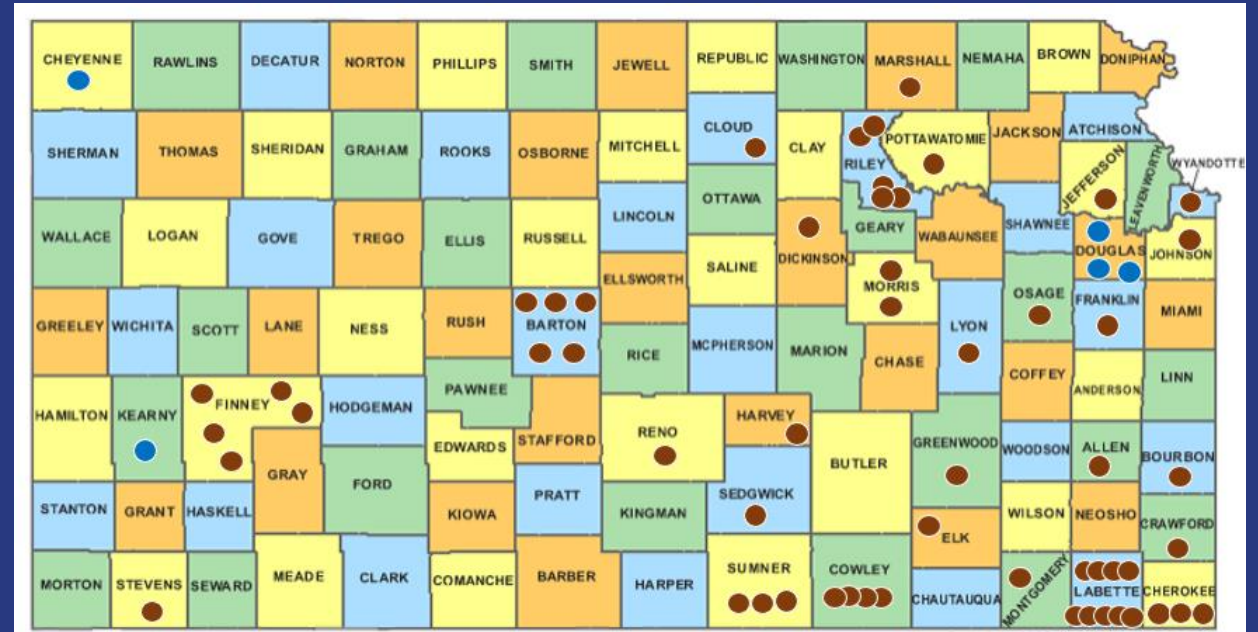 CHEYENNE
RAWLINS
DECATUR
NORTON
PHILLIPS
SMITH
JEWELL
REPUBLIC
WASHINGTON
MARSHALL
NEMAHA
BROWN
DONIPHAN
SHERMAN
THOMAS
SHERIDAN
GRAHAM
ROOKS
OSBORNE
MITCHELL
CLOUD
CLAY
RILEY
POTTAWATOMIE
JACKSON
ATCHISON
JEFFERSON
LEAVENWORTH
WYANDOTTE
WALLACE
LOGAN
GOVE
TREGO
ELLIS
RUSSELL
LINCOLN
OTTAWA
SALINE
DICKINSON
GEARY
WABAUNSEE
SHAWNEE
DOUGLAS
JOHNSON
GREELEY
WICHITA
SCOTT
LANE
NESS
RUSH
BARTON
ELLSWORTH
RICE
MCPHERSON
MARION
MORRIS
CHASE
LYON
OSAGE
FRANKLIN
MIAMI
HAMILTON
KEARNY
FINNEY
HODGEMAN
PAWNEE
EDWARDS
STAFFORD
RENO
HARVEY
BUTLER
GREENWOOD
COFFEY
ANDERSON
LINN
WOODSON
ALLEN
BOURBON
STANTON
GRANT
HASKELL
GRAY
FORD
KIOWA
PRATT
KINGMAN
SEDGWICK
ELK
WILSON
NEOSHO
CRAWFORD
MORTON
STEVENS
SEWARD
MEADE
CLARK
COMANCHE
BARBER
HARPER
SUMNER
COWLEY
CHAUTAUQUA
MONTGOMERY
LABETTE
CHEROKEE